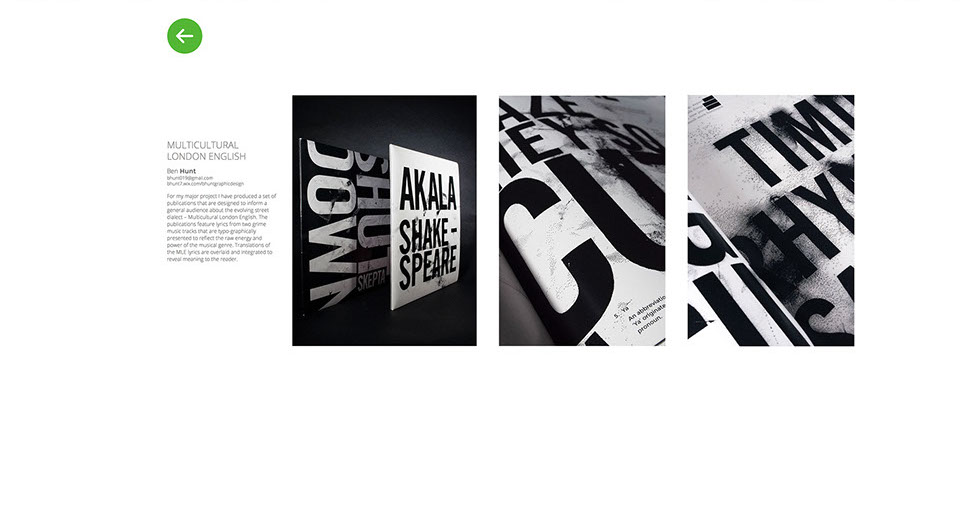 MULTICULTURAL
LONDON ENGLISH
Ben Hunt
bhunt019@gmail.com
bhunt7.wix.com/bhuntgraphicdesign
For my major project I have produced a set of
publications that are designed to inform a
general audience about the evolving street
dialect – Multicultural London English. The
publications feature lyrics from two grime
music tracks that are typo-graphically
presented to reflect the raw energy and
power of the musical genre. Translations of
the MLE lyrics are overlaid and integrated to
reveal meaning to the reader.
SHUT
SKEPTA
AKALA
SHAKE –
SPEARE
5. 'Ya'
An abbreviatio
'Ya' originate
pronoun.
TIM
HYM